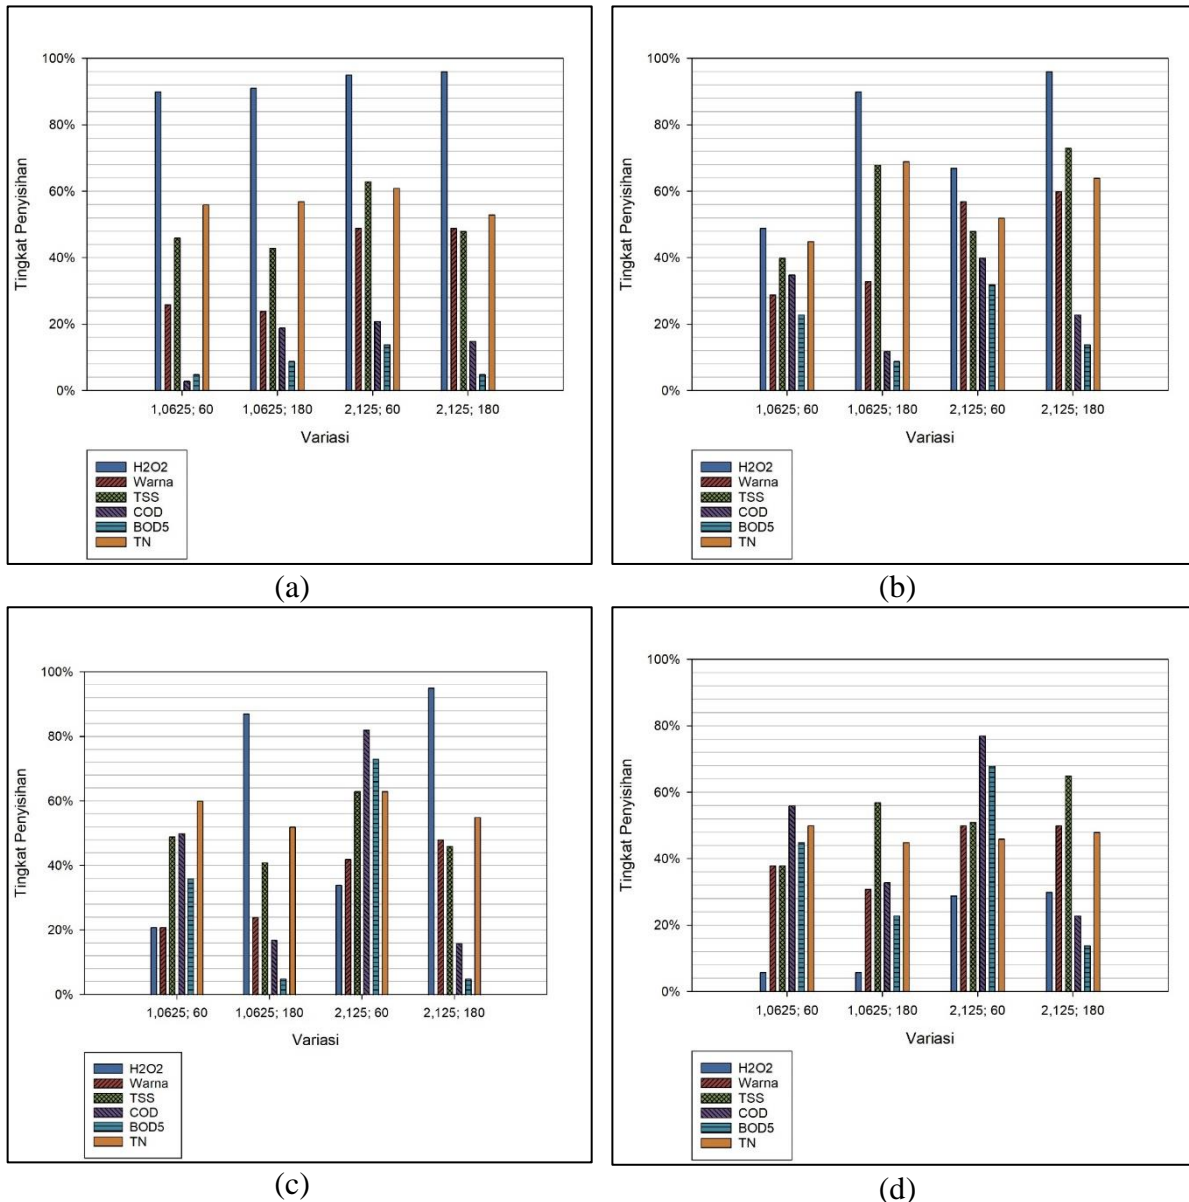 100%
80%
60%
40%
20%
0%
Tingkat Penyisihan
1,0625; 60
1,0625; 180
2,125; 60
2,125; 180
Variasi
H2O2
Warna
TSS
COD
BOD5
TN
(a)
100%
80%
60%
40%
20%
0%
Tingkat Penyisihan
1,0625; 60
1,0625; 180
2,125; 60
2,125; 180
Variasi
H2O2
Warna
TSS
COD
BOD5
TN
(b)
100%
80%
60%
40%
20%
0%
Tingkat Penyisihan
1,0625; 60
1,0625; 180
2,125; 60
2,125; 180
Variasi
H2O2
Warna
TSS
COD
BOD5
TN
(c)
100%
80%
60%
40%
20%
0%
Tingkat Penyisihan
1,0625; 60
1,0625; 180
2,125; 60
2,125; 180
Variasi
H2O2
Warna
TSS
COD
BOD5
TN
(d)